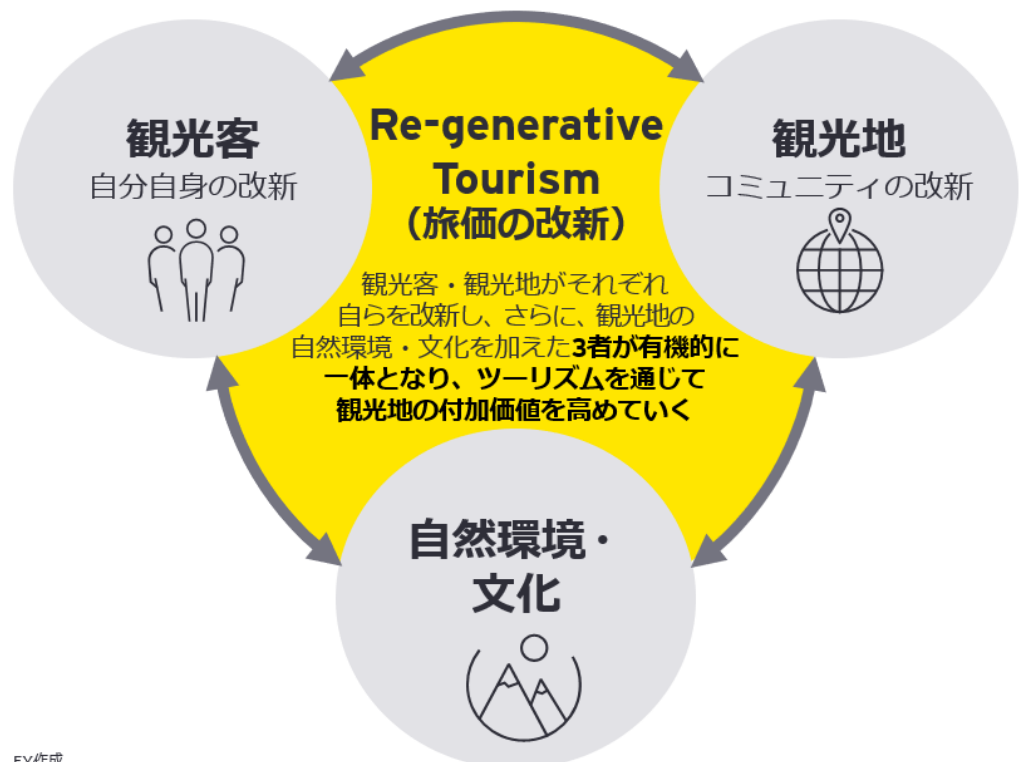 観光客
自分自身の改新
Re-generative
Tourism
（旅価の改新）
観光客・観光地がそれぞれ
自らを改新し、さらに、観光地の
自然環境・文化を加えた3者が有機的に
一体となり、ツーリズムを通じて
観光地の付加価値を高めていく
観光地
コミュニティの改新
自然環境・
文化
EY作成